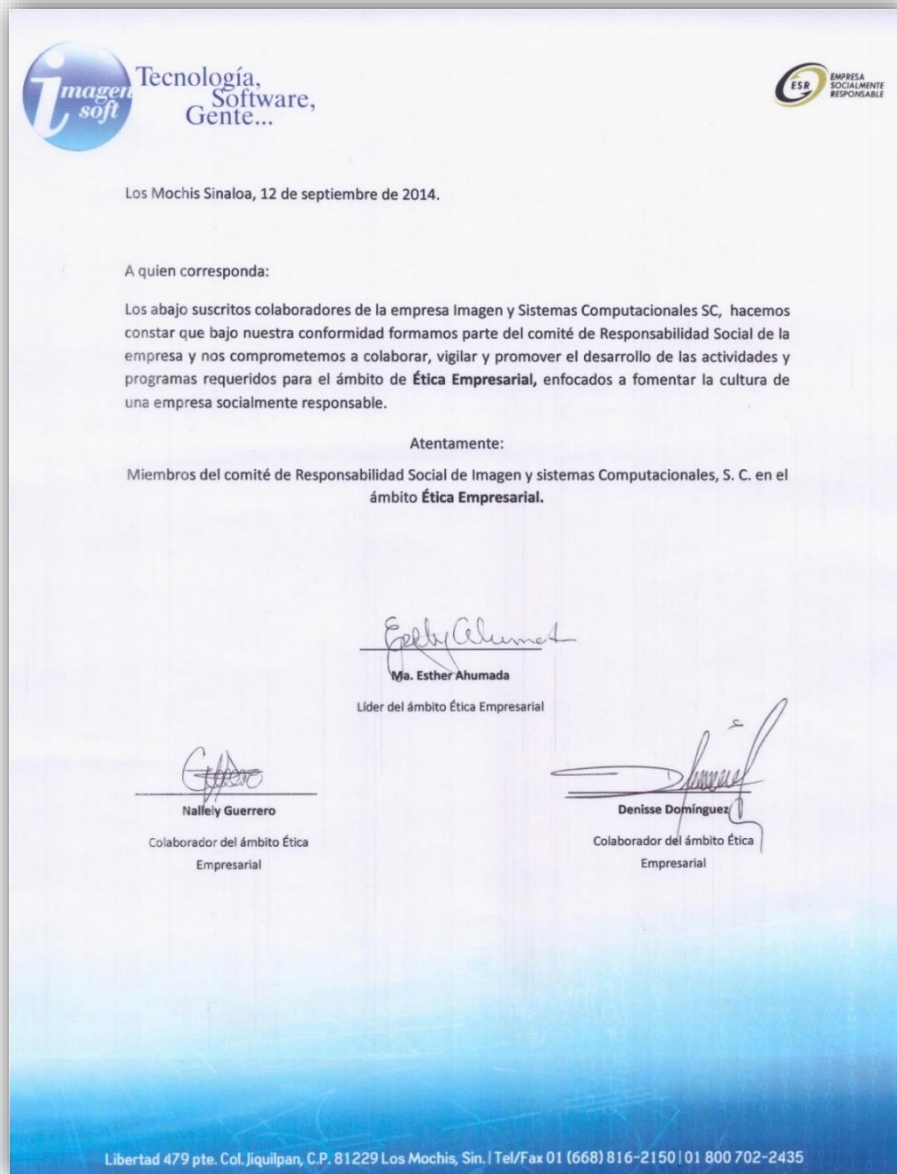 imagen
soft
Tecnología,
Software,
Gente...
ESR
EMPRESA
SOCIALMENTE
RESPONSABLE
Los Mochis Sinaloa, 12 de septiembre de 2014.
A quien corresponda:
Los abajo suscritos colaboradores de la empresa Imagen y Sistemas Computacionales SC, hacemos
constar que bajo nuestra conformidad formamos parte del comité de Responsabilidad Social de la
empresa y nos comprometemos a colaborar, vigilar y promover el desarrollo de las actividades y
programas requeridos para el ámbito de Ética Empresarial, enfocados a fomentar la cultura de
una empresa socialmente responsable.
Atentamente:
Miembros del comité de Responsabilidad Social de Imagen y sistemas Computacionales, S. C. en el
ámbito Ética Empresarial.
Ma. Esther Ahumada
Líder del ámbito Ética Empresarial
Nallely Guerrero
Colaborador del ámbito Ética
Empresarial
Denisse Domínguez
Colaborador del ámbito Ética
Empresarial
Libertad 479 pte. Col. Jiquilpan, C.P. 81229 Los Mochis, Sin. | Tel/Fax 01 (668) 816-2150 | 01 800 702-2435